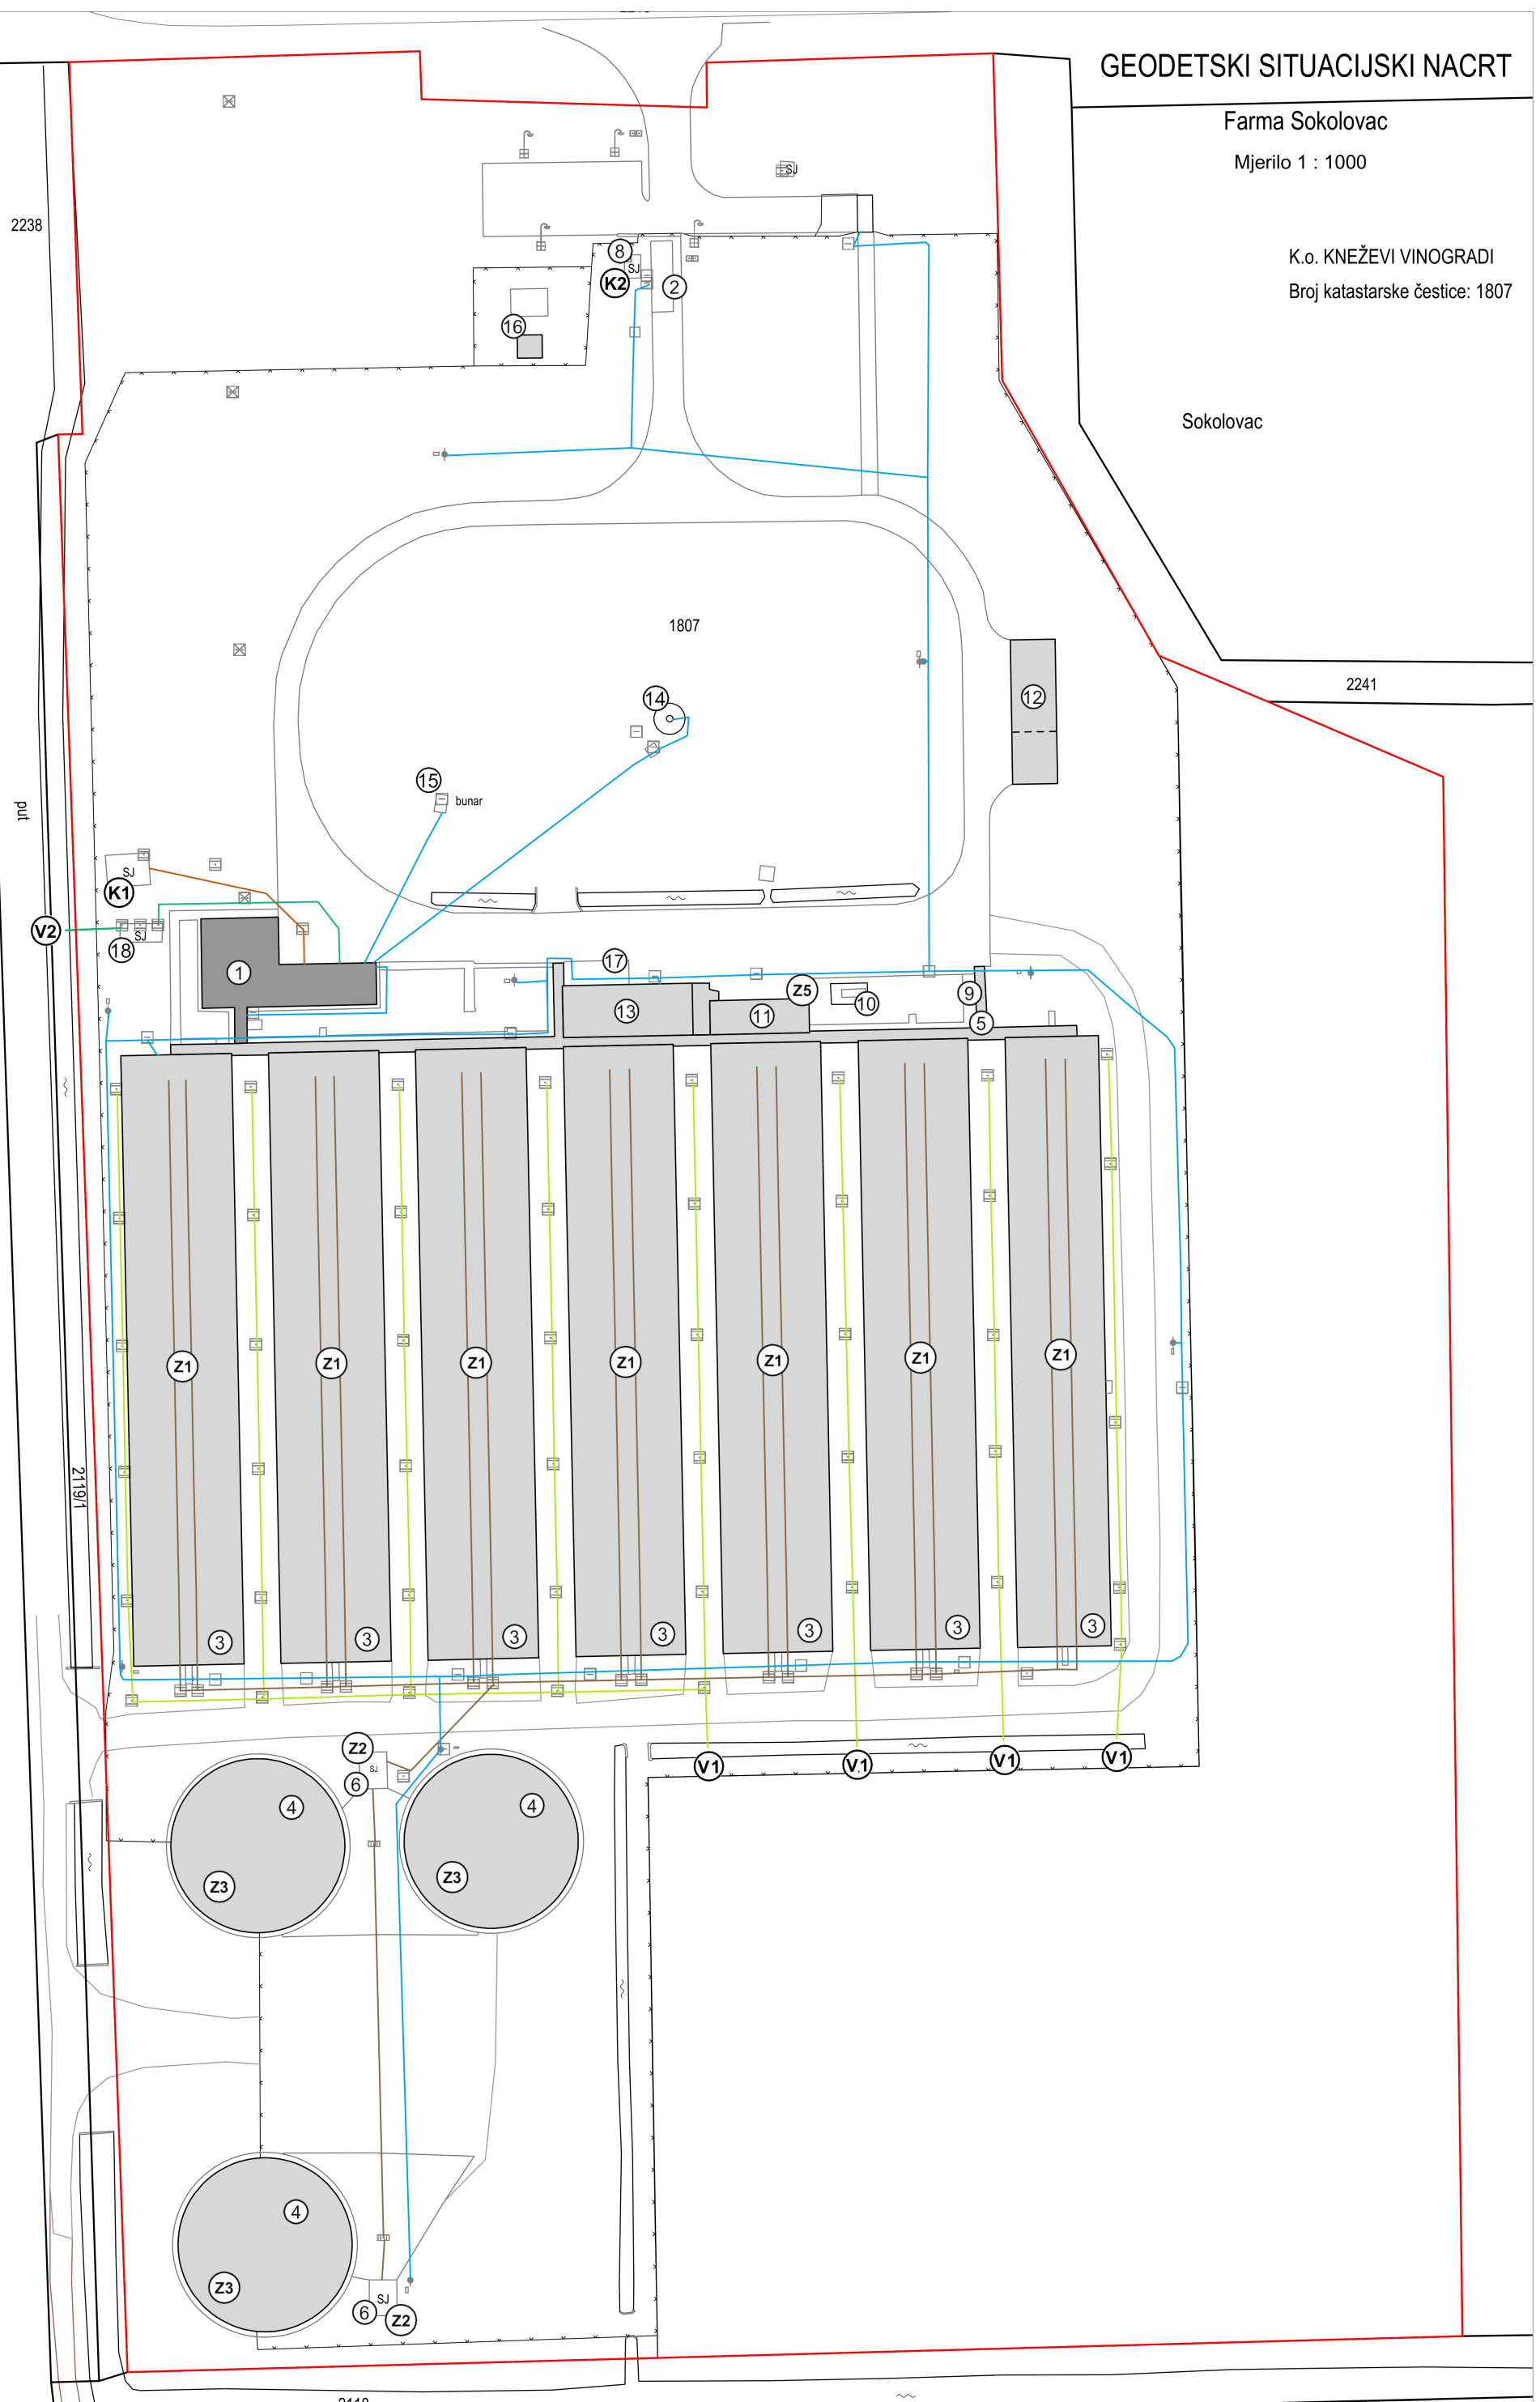 GEODETSKI SITUACIJSKI NACRT
Farma Sokolovac
Mjerilo 1 : 1000
SJ
2238
8
SJ
K2
2
K.o. KNEŽEVI VINOGRADI
Broj katastarske čestice: 1807
16
Sokolovac
1807
2241
14
12
15
bunar
put
SJ
K1
V2
SJ
18
1
17
Z5
9
10
13
11
5
Z1
Z1
Z1
Z1
Z1
Z1
Z1
2119/1
3
3
3
3
3
3
3
Z2
SJ
6
V1
V1
V1
V1
4
4
Z3
Z3
4
Z3
SJ
6
Z2